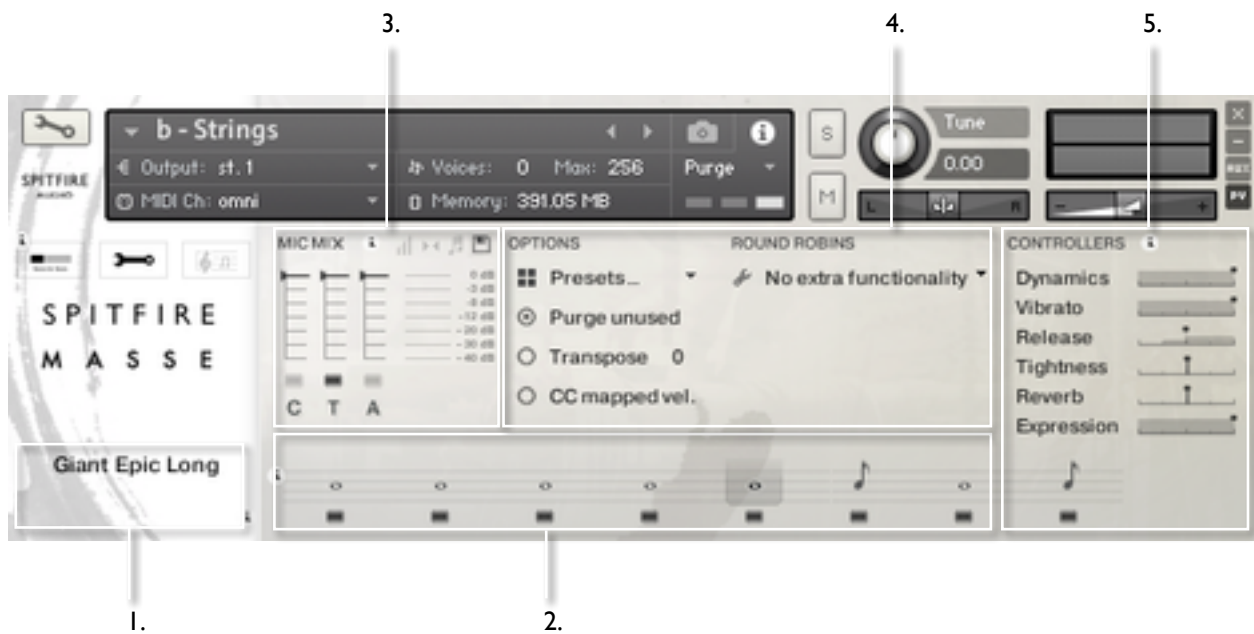 3.
4.
5.
b - Strings
S
Tune
Output: st. 1
Voices: 0 Max: 256
Purge
0.00
SPITFIRE
AUDIO
MIDI Ch: omni
Memory: 391.05 MB
M
L
R
-
+
PV
MIC MIX
OPTIONS
ROUND ROBINS
CONTROLLERS
Presets...
No extra functionality
Purge unused
Transpose 0
CC mapped vel.
0 dB
-3 dB
-12 dB
-20 dB
-30 dB
-40 dB
C T A
SPITFIRE
MASSE
Dynamics
Vibrato
Release
Tightness
Reverb
Expression
Giant Epic Long
1.
2.